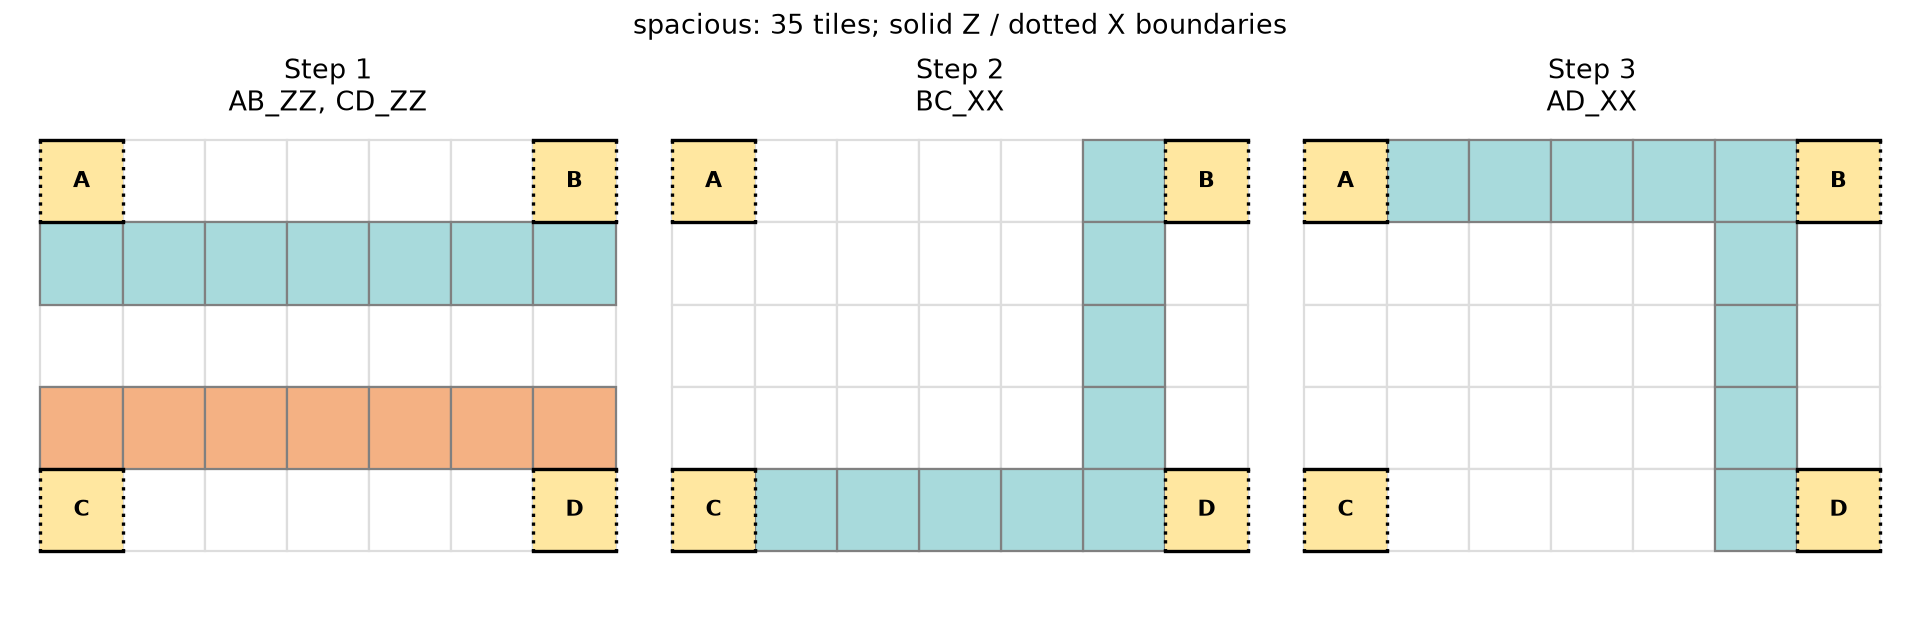 spacious: 35 tiles; solid Z / dotted X boundaries
Step 1
AB_ZZ, CD_ZZ
A
B
C
D
Step 2
BC_XX
A
B
C
D
Step 3
AD_XX
A
B
C
D